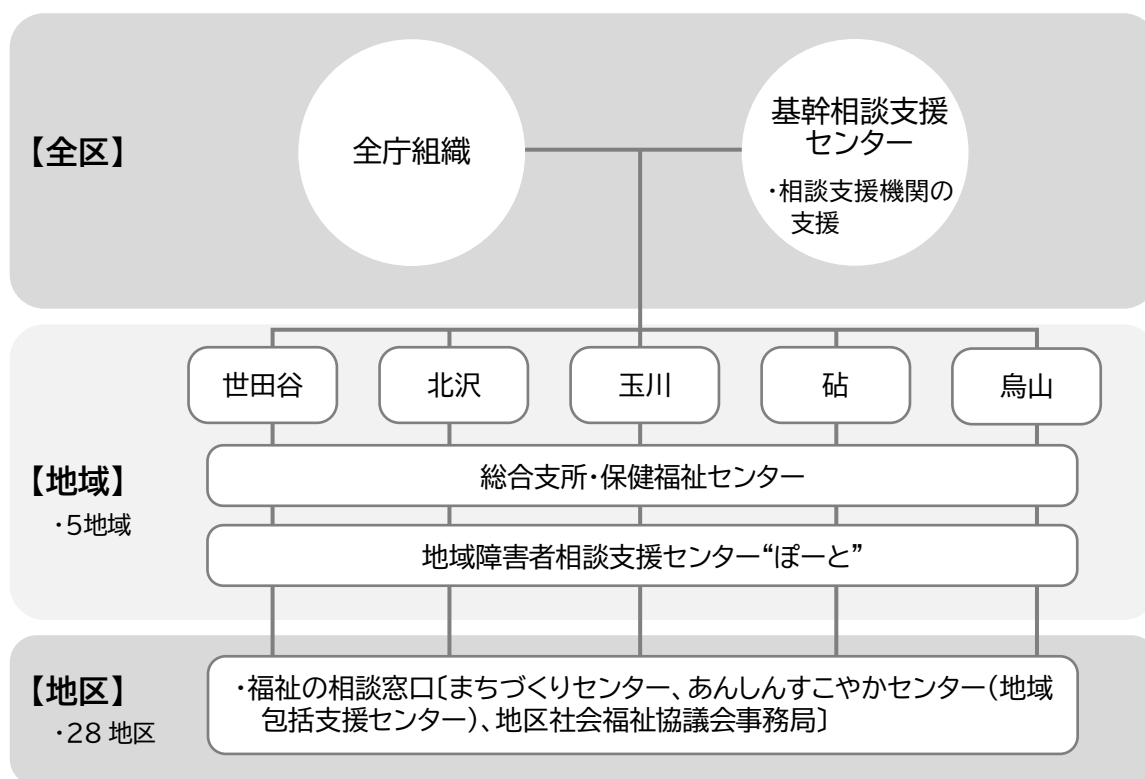 【全区】
全庁組織
基幹相談支援
センター
・相談支援機関の
支援
世田谷
北沢
玉川
砧
烏山
【地域】
・5地域
総合支所・保健福祉センター
地域障害者相談支援センター“ぽーと”
【地区】
・28 地区
・福祉の相談窓口〔まちづくりセンター、あんしんすこやかセンター（地域
包括支援センター）、地区社会福祉協議会事務局〕